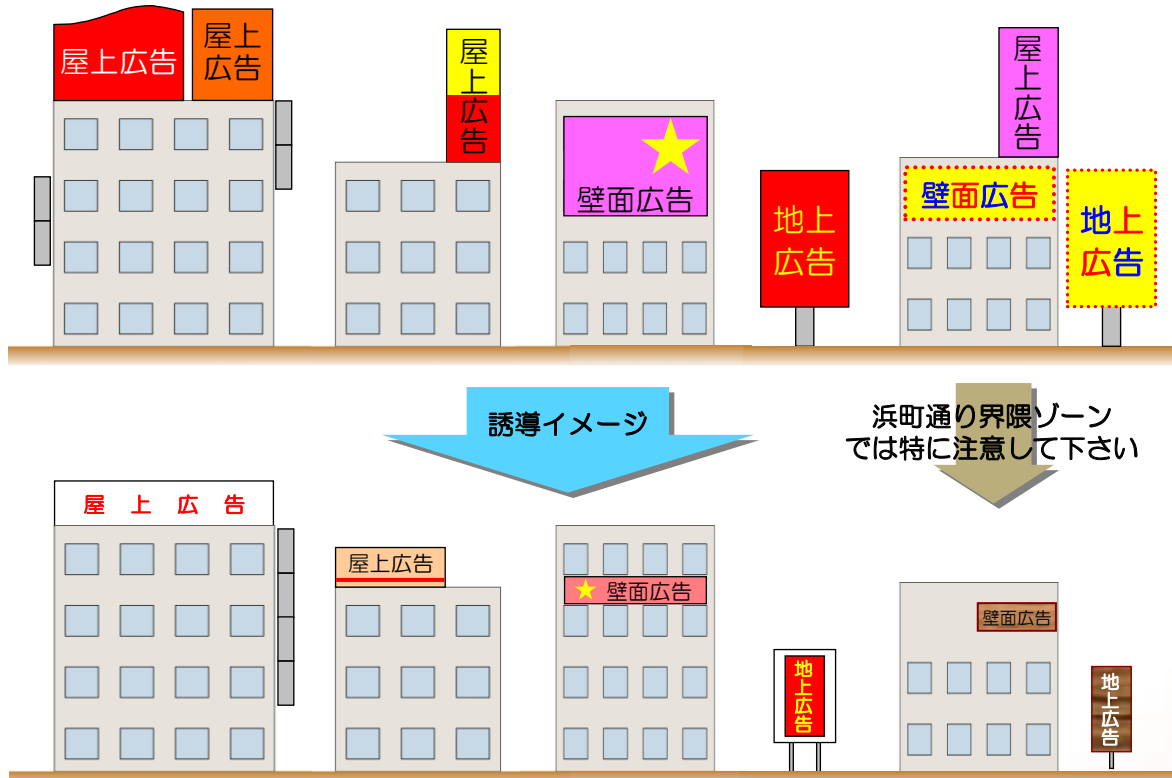 屋上広告
屋上
広告
屋上広告
壁面広告
地上
広告
屋上広告
壁面広告
地上
広告
誘導イメージ
浜町通り界隈ゾーン
では特に注意して下さい
屋上広告
屋上広告
壁面広告
地上広告
壁面広告
地上広告